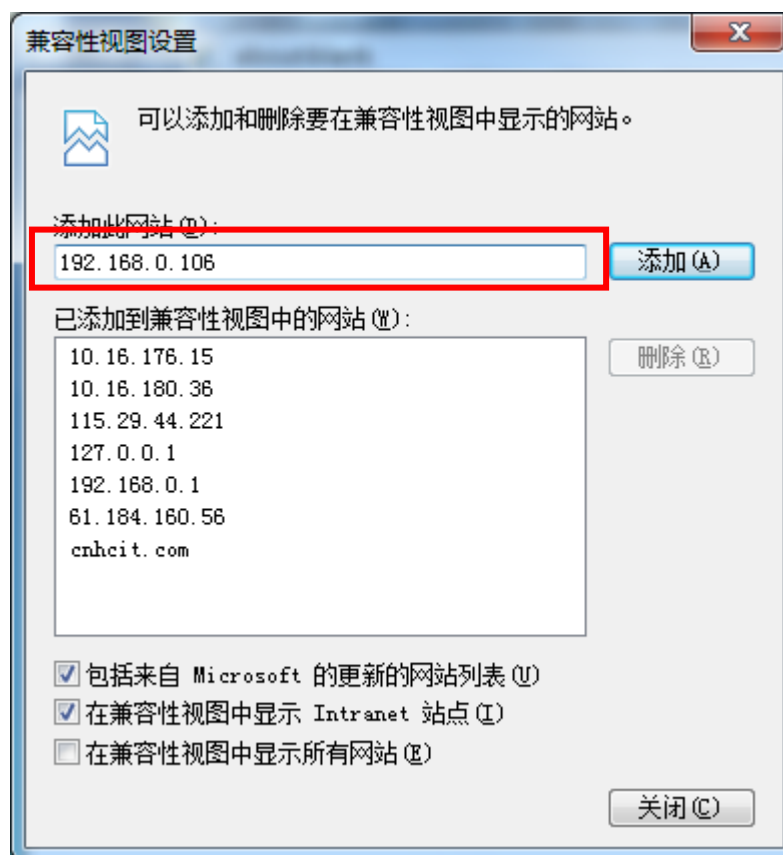 兼容性视图设置
可以添加和删除要在兼容性视图中显示的网站。
添加此网站(D):
192.168.0.106
添加(A)
已添加到兼容性视图中的网站(W):
10.16.176.15
删除(R)
10.16.180.36
115.29.44.221
127.0.0.1
192.168.0.1
61.184.160.56
cnhcit.com
包括来自 Microsoft 的更新的网站列表(U)
在兼容性视图中显示 Intranet 站点(I)
在兼容性视图中显示所有网站(E)
关闭(C)